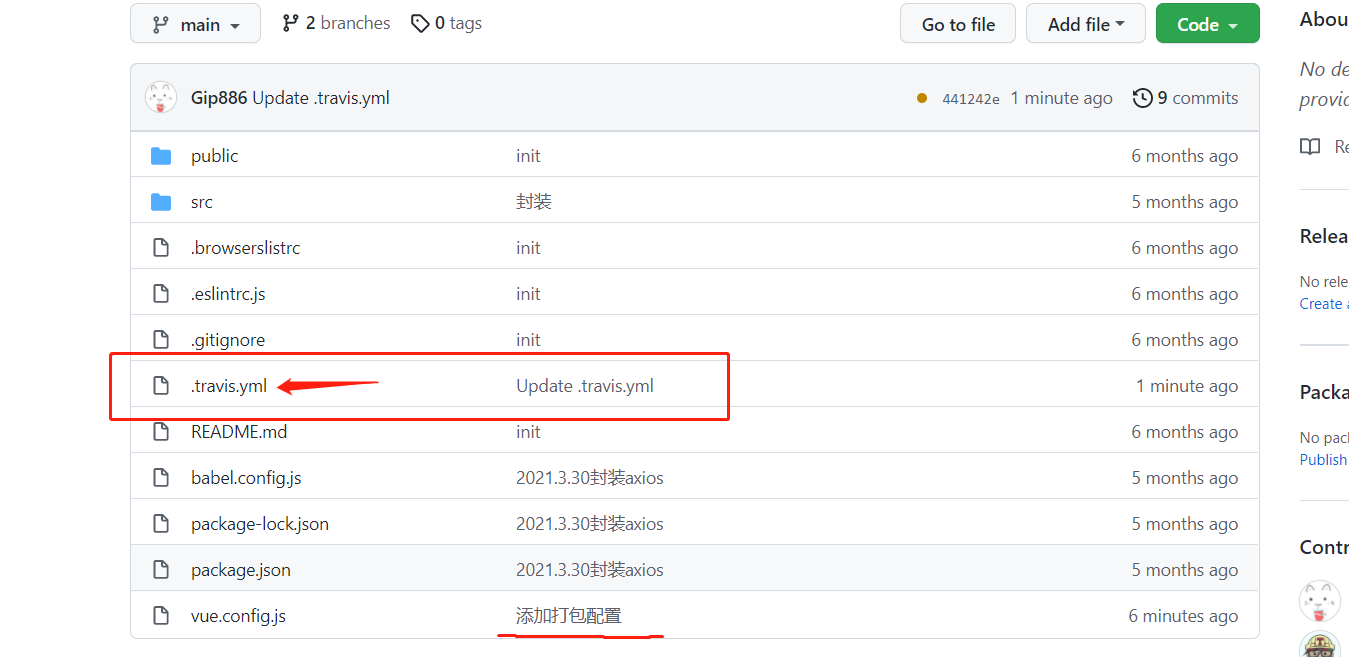 main 2 branches 0 tags Go to file Add file Code
Abou
Gip886 Update .travis.yml 441242e 1 minute ago 9 commits
No de
provid
public init 6 months ago
Re
src 封装 5 months ago
.browserslistrc init 6 months ago
Relea
.eslintrc.js init 6 months ago
No rele
Create a
.gitignore init 6 months ago
.travis.yml Update .travis.yml 1 minute ago
Packa
README.md init 6 months ago
No pack
Publish
babel.config.js 2021.3.30封装axios 5 months ago
package-lock.json 2021.3.30封装axios 5 months ago
Contr
package.json 2021.3.30封装axios 5 months ago
vue.config.js 添加打包配置 6 minutes ago